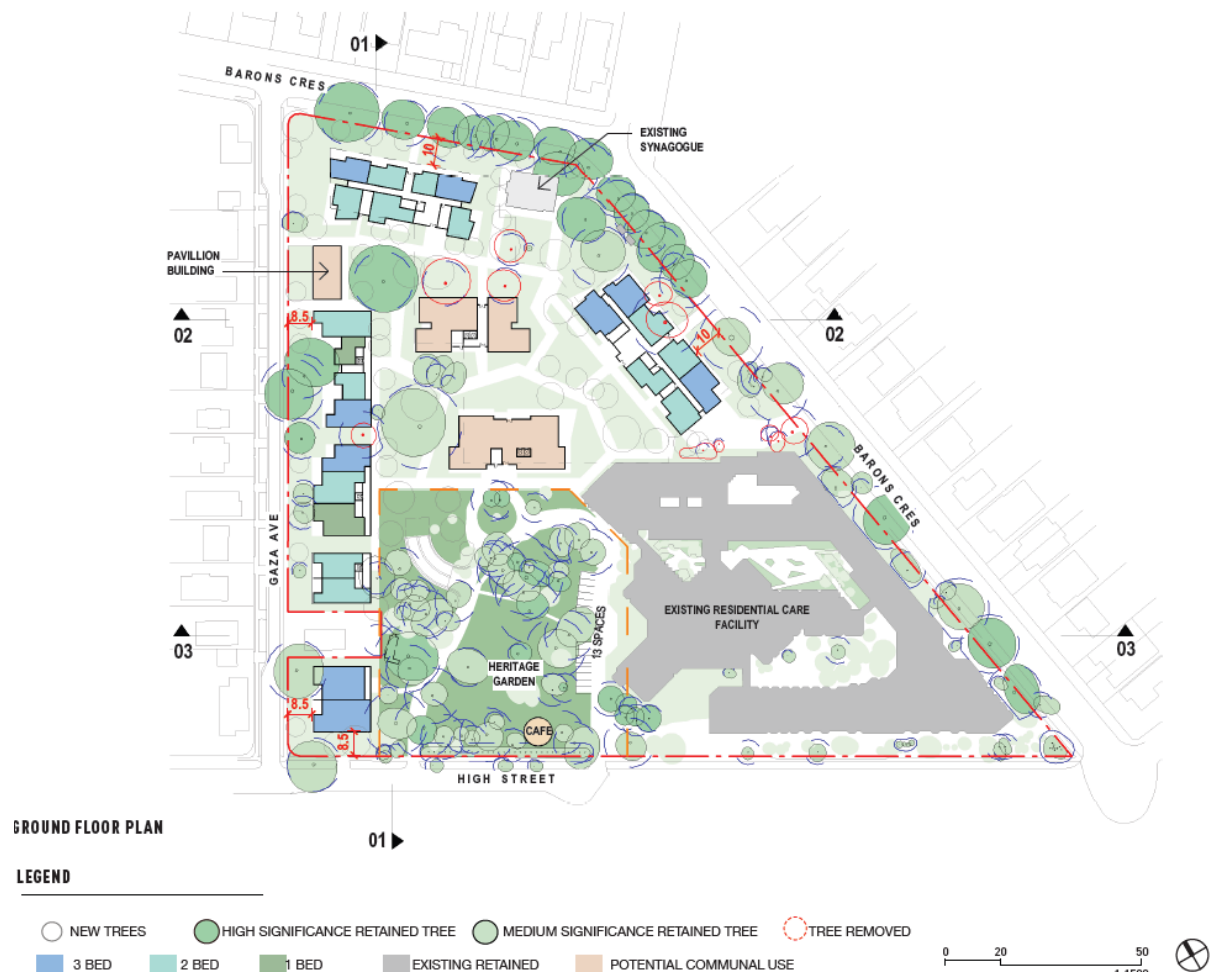 01
BARONS CRES
EXISTING
SYNAGOGUE
10
PAVILLION
BUILDING
8.5
02
02
10
BARONS CRES
GAZA AVE
EXISTING RESIDENTIAL CARE
FACILITY
13 SPACES
03
03
HERITAGE
GARDEN
8.5
8.5
CAFE
HIGH STREET
GROUND FLOOR PLAN
01
LEGEND
NEW TREES
HIGH SIGNIFICANCE RETAINED TREE
MEDIUM SIGNIFICANCE RETAINED TREE
TREE REMOVED
3 BED
2 BED
1 BED
EXISTING RETAINED
POTENTIAL COMMUNAL USE
0
20
50